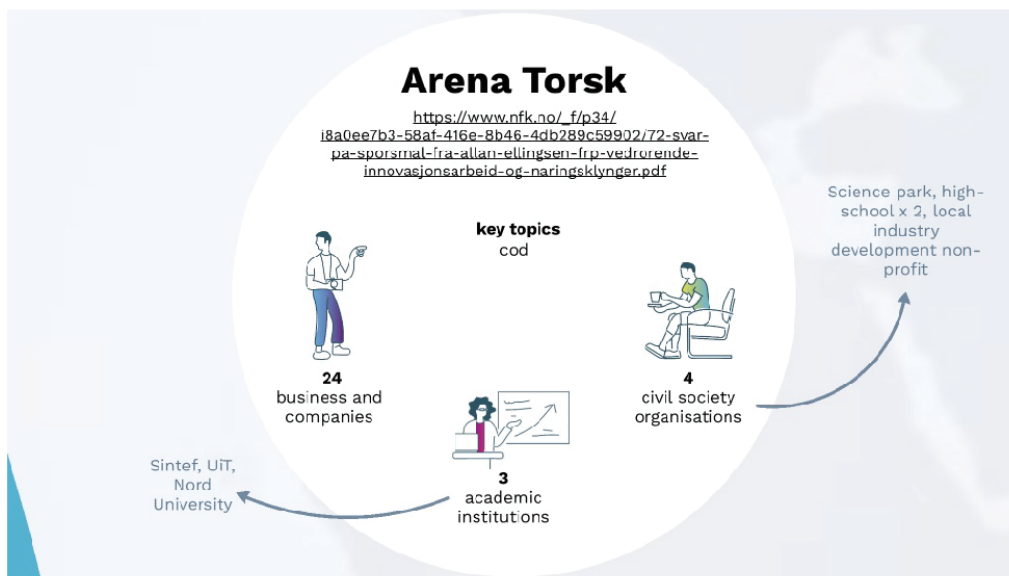 Arena Torsk
https://www.nfk.no/_f/p34/
i8a0ee7b3-58af-416e-8b46-4db289c59902/72-svar-
pa-sporsmal-fra-allan-ellingsen-frp-vedrorende-
innovasjonsarbeid-og-naringsklynger.pdf
key topics
cod
24
business and
companies
3
academic
institutions
4
civil society
organisations
Science park, high-
school x 2, local
industry
development non-
profit
Sintef, UiT,
Nord
University